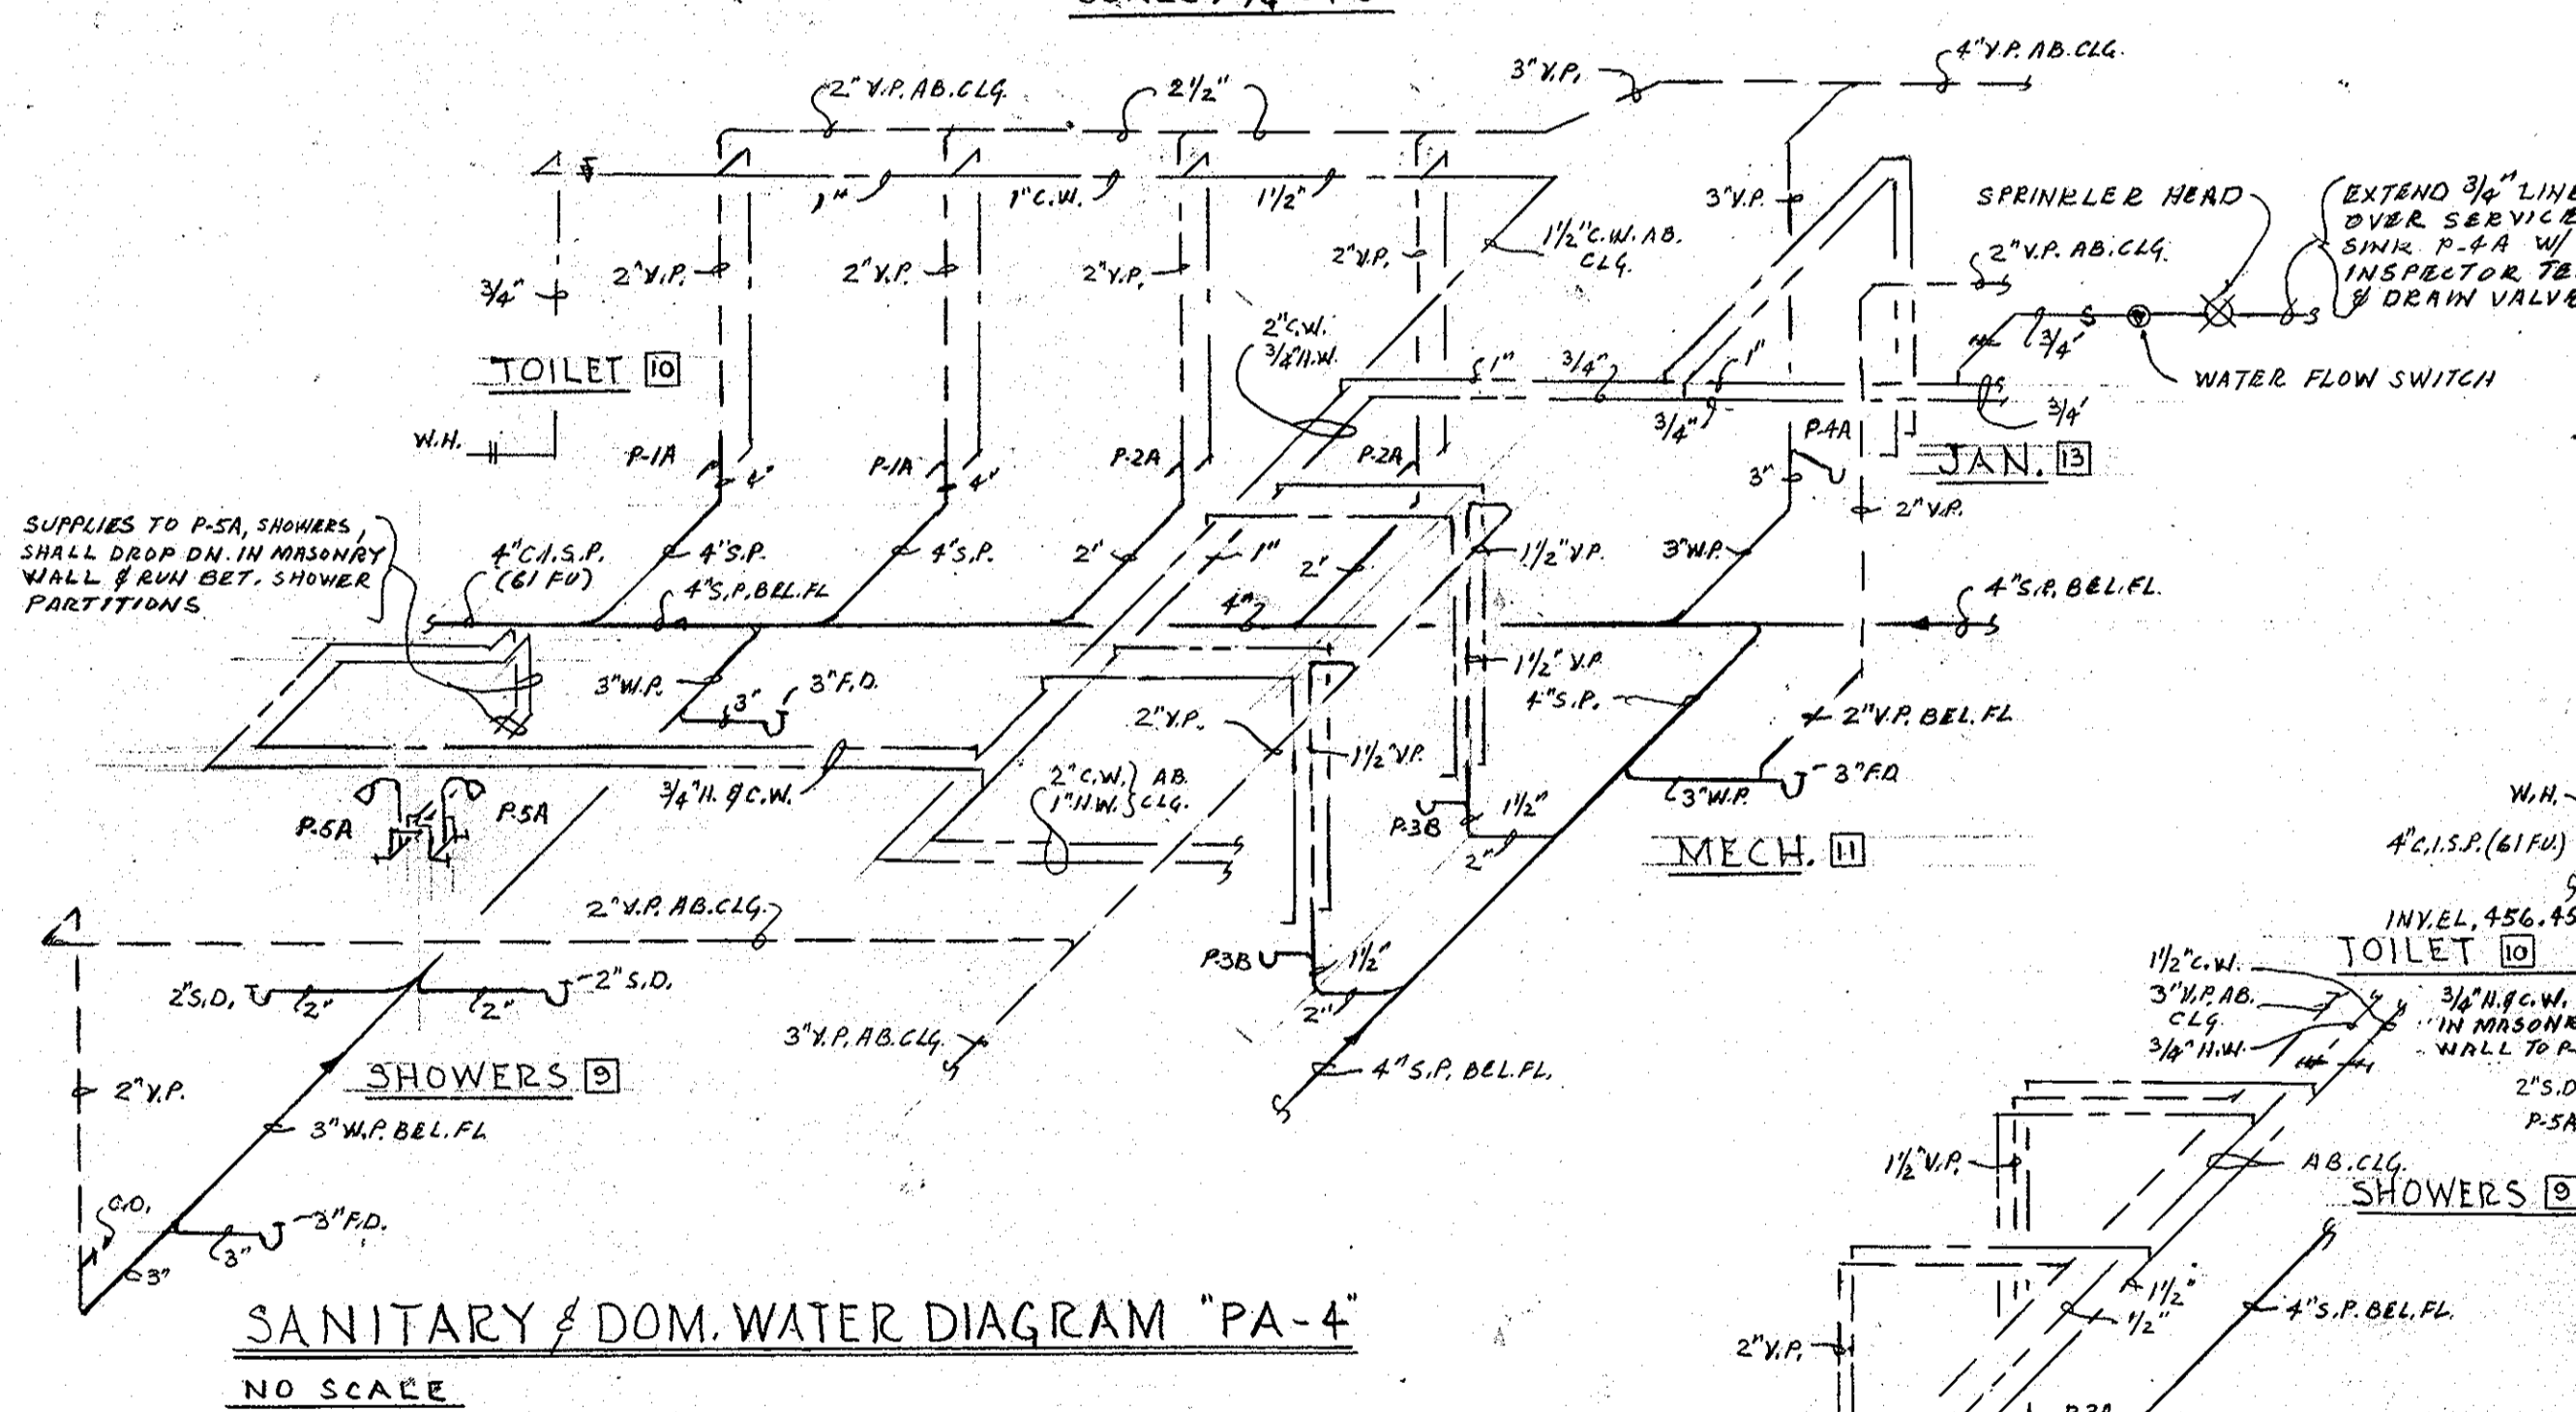 4" V.P. AB. CLG.
3" V.P.
2" V.P. AB. CLG.
2 1/2"
1"
1" C.W.
1 1/2"
1 1/2" C.W. AB.
CLG.
3" V.P.
SPRINKLER HEAD
EXTEND 3/4" LINE
OVER SERVICE
SINK P-4A W/
INSPECTOR
& DRAIN
2" V.P. AB. CLG.
3/4"
2" V.P.
2" V.P.
2" V.P.
2" V.P.
2" C.W.
3/4" H.W.
3/4"
WATER FLOW SWITCH
TOILET 10
1"
3/4"
1"
3/4"
3/4"
W.H.
P-1A
4"
P-1A
4"
P-2A
P-2A
P-4A
JAN. 13
3"
2" V.P.
SUPPLIES TO P-5A, SHOWERS,
SHALL DROP DN. IN MASONRY
WALL & RUN BET. SHOWER
PARTITIONS
4" C.I.S.P.
(61 FU)
4" S.P.
4" S.P. BEL. FL
4" S.P.
2"
1"
2"
4"
1 1/2" V.P.
3" W.P.
4" S.P. BEL. FL.
3" W.P.
3"
3" F.D.
1 1/2" V.P.
4" S.P.
2" V.P. BEL. FL
2" V.P.
1 1/2" V.P.
3/4" H. & C.W.
2" C.W. } AB.
1" H.W. } CLG.
P-5A
P-5A
P-3B
1 1/2"
2"
3" W.P.
3" F.D.
MECH. 11
W.H.
4" C.I.S.P. (61 FU.)
INV. EL. 456.45
TOILET 10
2" V.P. AB. CLG.
2" S.D.
2"
2"
2" S.D.
P-3B
1 1/2"
2"
1 1/2" C.W.
3" V.P. AB.
CLG.
3/4" H.W.
3/4" H. & C.W.
IN
WALL TO
3" V.P. AB. CLG.
4" S.P. BEL. FL.
SHOWERS 9
2" V.P.
3" W.P. BEL. FL
2" S.D
P-5A
1 1/2" V.P.
AB. CLG.
SHOWERS 9
C.O.
3" F.D.
3"
3"
1 1/2"
1/2"
4" S.P. BEL. FL.
2" V.P.
SANITARY & DOM. WATER DIAGRAM "PA-4"
NO SCALE